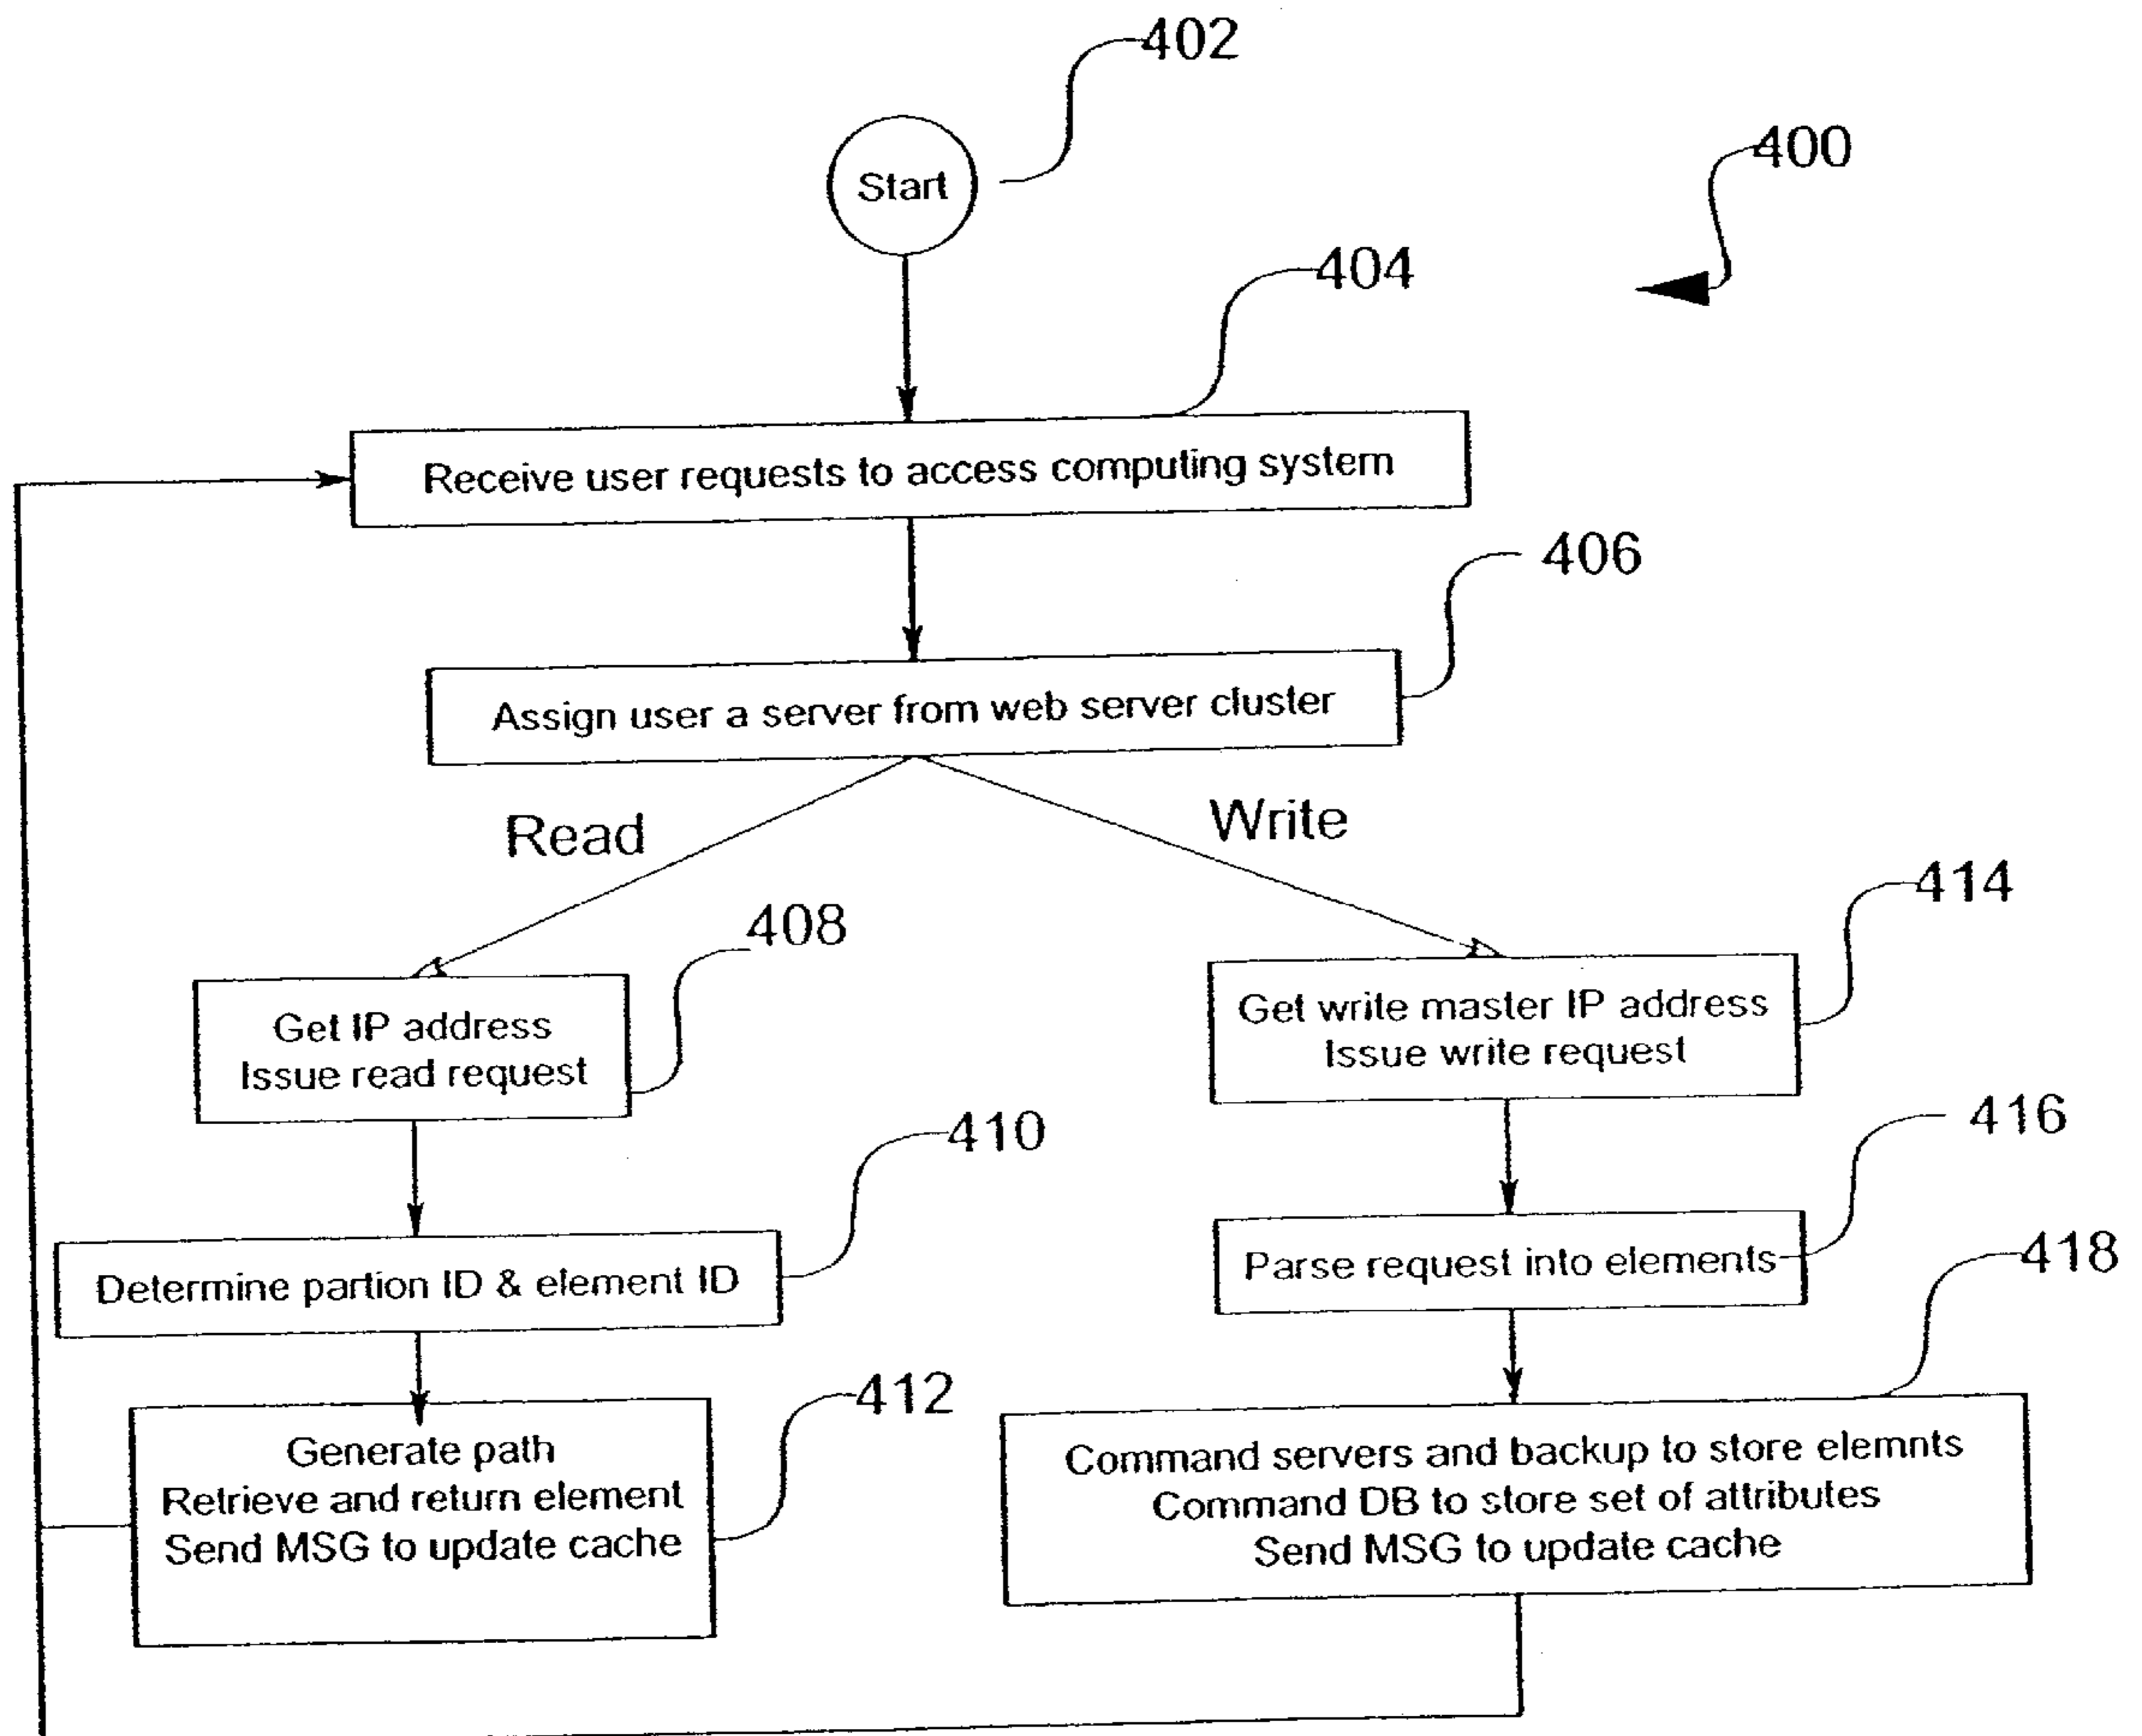 402
Start
400
404
Receive user requests to access computing system
406
Assign user a server from web server cluster
Read
Write
408
Get IP address
Issue read request
414
Get write master IP address
Issue write request
410
Determine partion ID & element ID
416
Parse request into elements
412
Generate path
Retrieve and return element
Send MSG to update cache
418
Command servers and backup to store elemnts
Command DB to store set of attributes
Send MSG to update cache